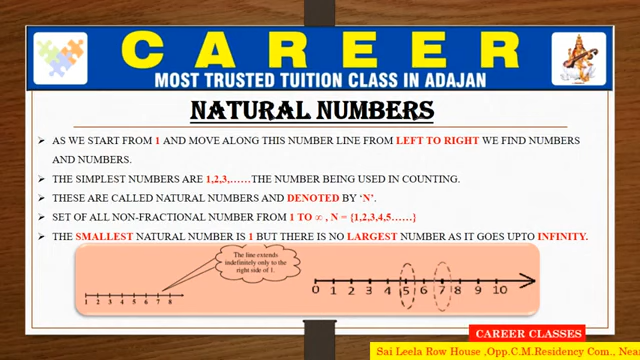 CAREER
MOST TRUSTED TUITION CLASS IN ADAJAN
NATURAL NUMBERS
➢ AS WE START FROM 1 AND MOVE ALONG THIS NUMBER LINE FROM LEFT TO RIGHT WE FIND NUMBERS
AND NUMBERS.
➢ THE SIMPLEST NUMBERS ARE 1,2,3,……THE NUMBER BEING USED IN COUNTING.
➢ THESE ARE CALLED NATURAL NUMBERS AND DENOTED BY ‘N’.
➢ SET OF ALL NON-FRACTIONAL NUMBER FROM 1 TO ∞ , N = {1,2,3,4,5……}
➢ THE SMALLEST NATURAL NUMBER IS 1 BUT THERE IS NO LARGEST NUMBER AS IT GOES UPTO INFINITY.
The line extends
indefinitely only to the
right side of 1.
1 2 3 4 5 6 7 8
0 1 2 3 4 5 6 7 8 9 10
CAREER CLASSES
Sai Leela Row House ,Opp.C.M.Residency Com., Near